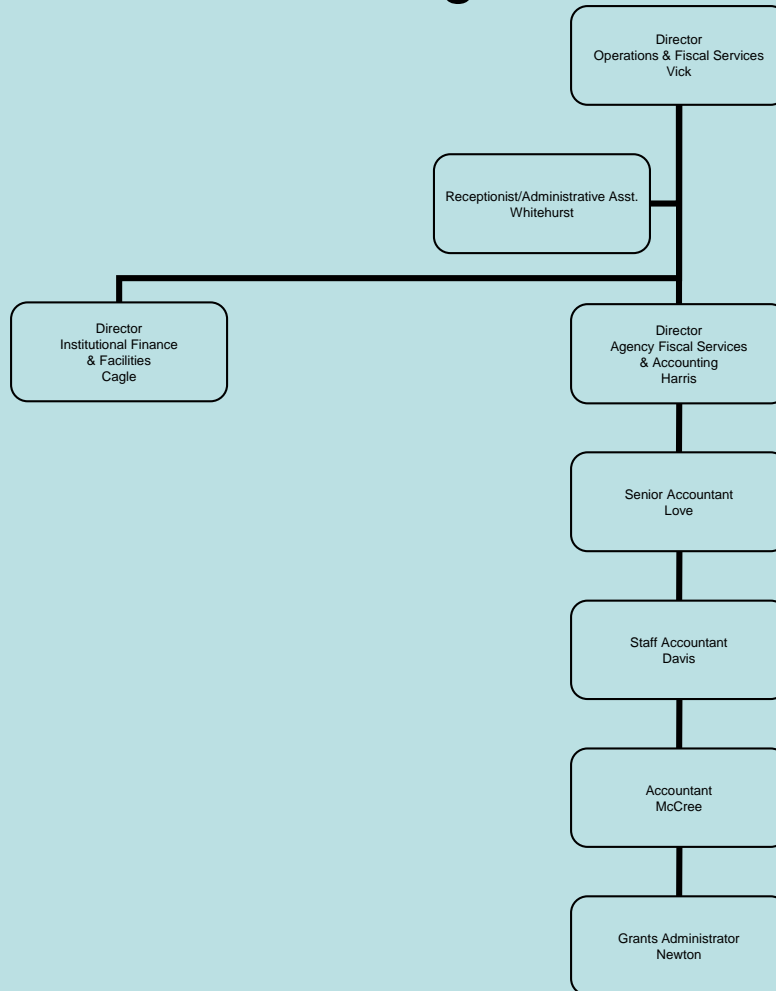 Director
Operations & Fiscal Services
Vick
Receptionist/Administrative Asst.
Whitehurst
Director
Institutional Finance
& Facilities
Cagle
Director
Agency Fiscal Services
& Accounting
Harris
Senior Accountant
Love
Staff Accountant
Davis
Accountant
McCree
Grants Administrator
Newton